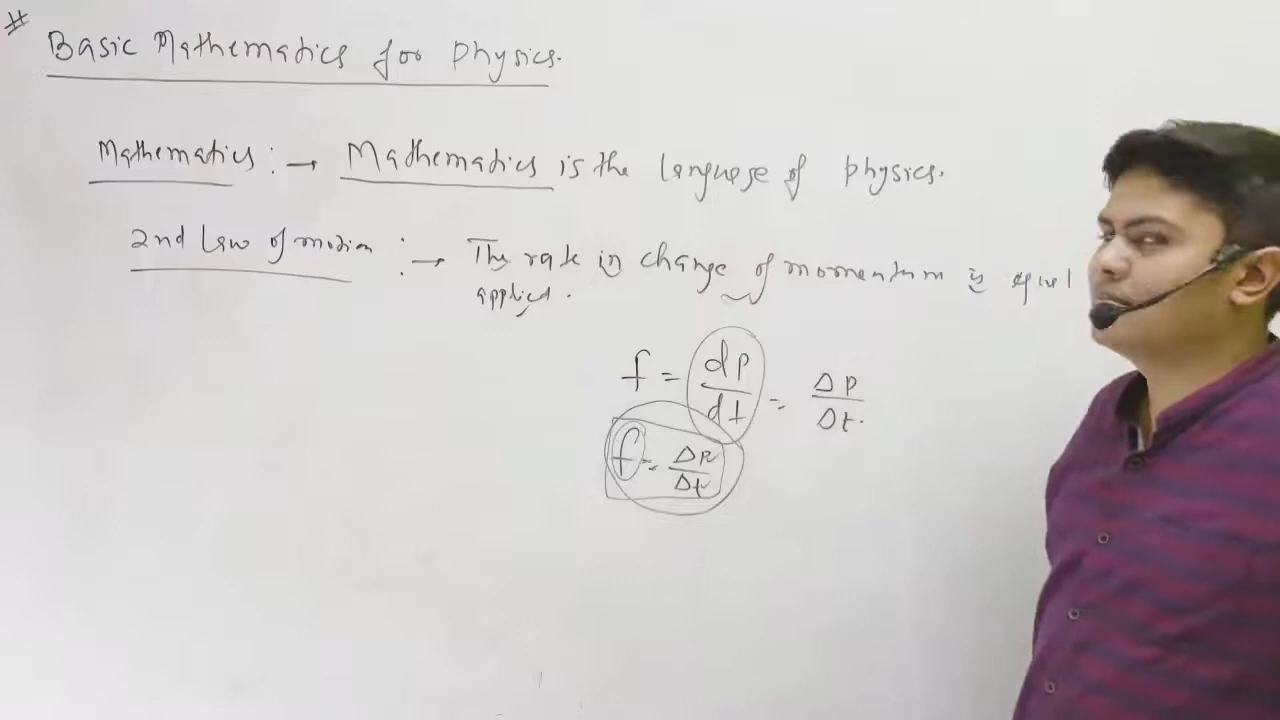 #
Basic Mathematics for Physics.
Mathematics :→ Mathematics is the language of physics.
2nd Law of motion :→ The rate in change of momentum is equal
applied.
f = dp/dt = Δp/Δt.
f = Δp/Δt